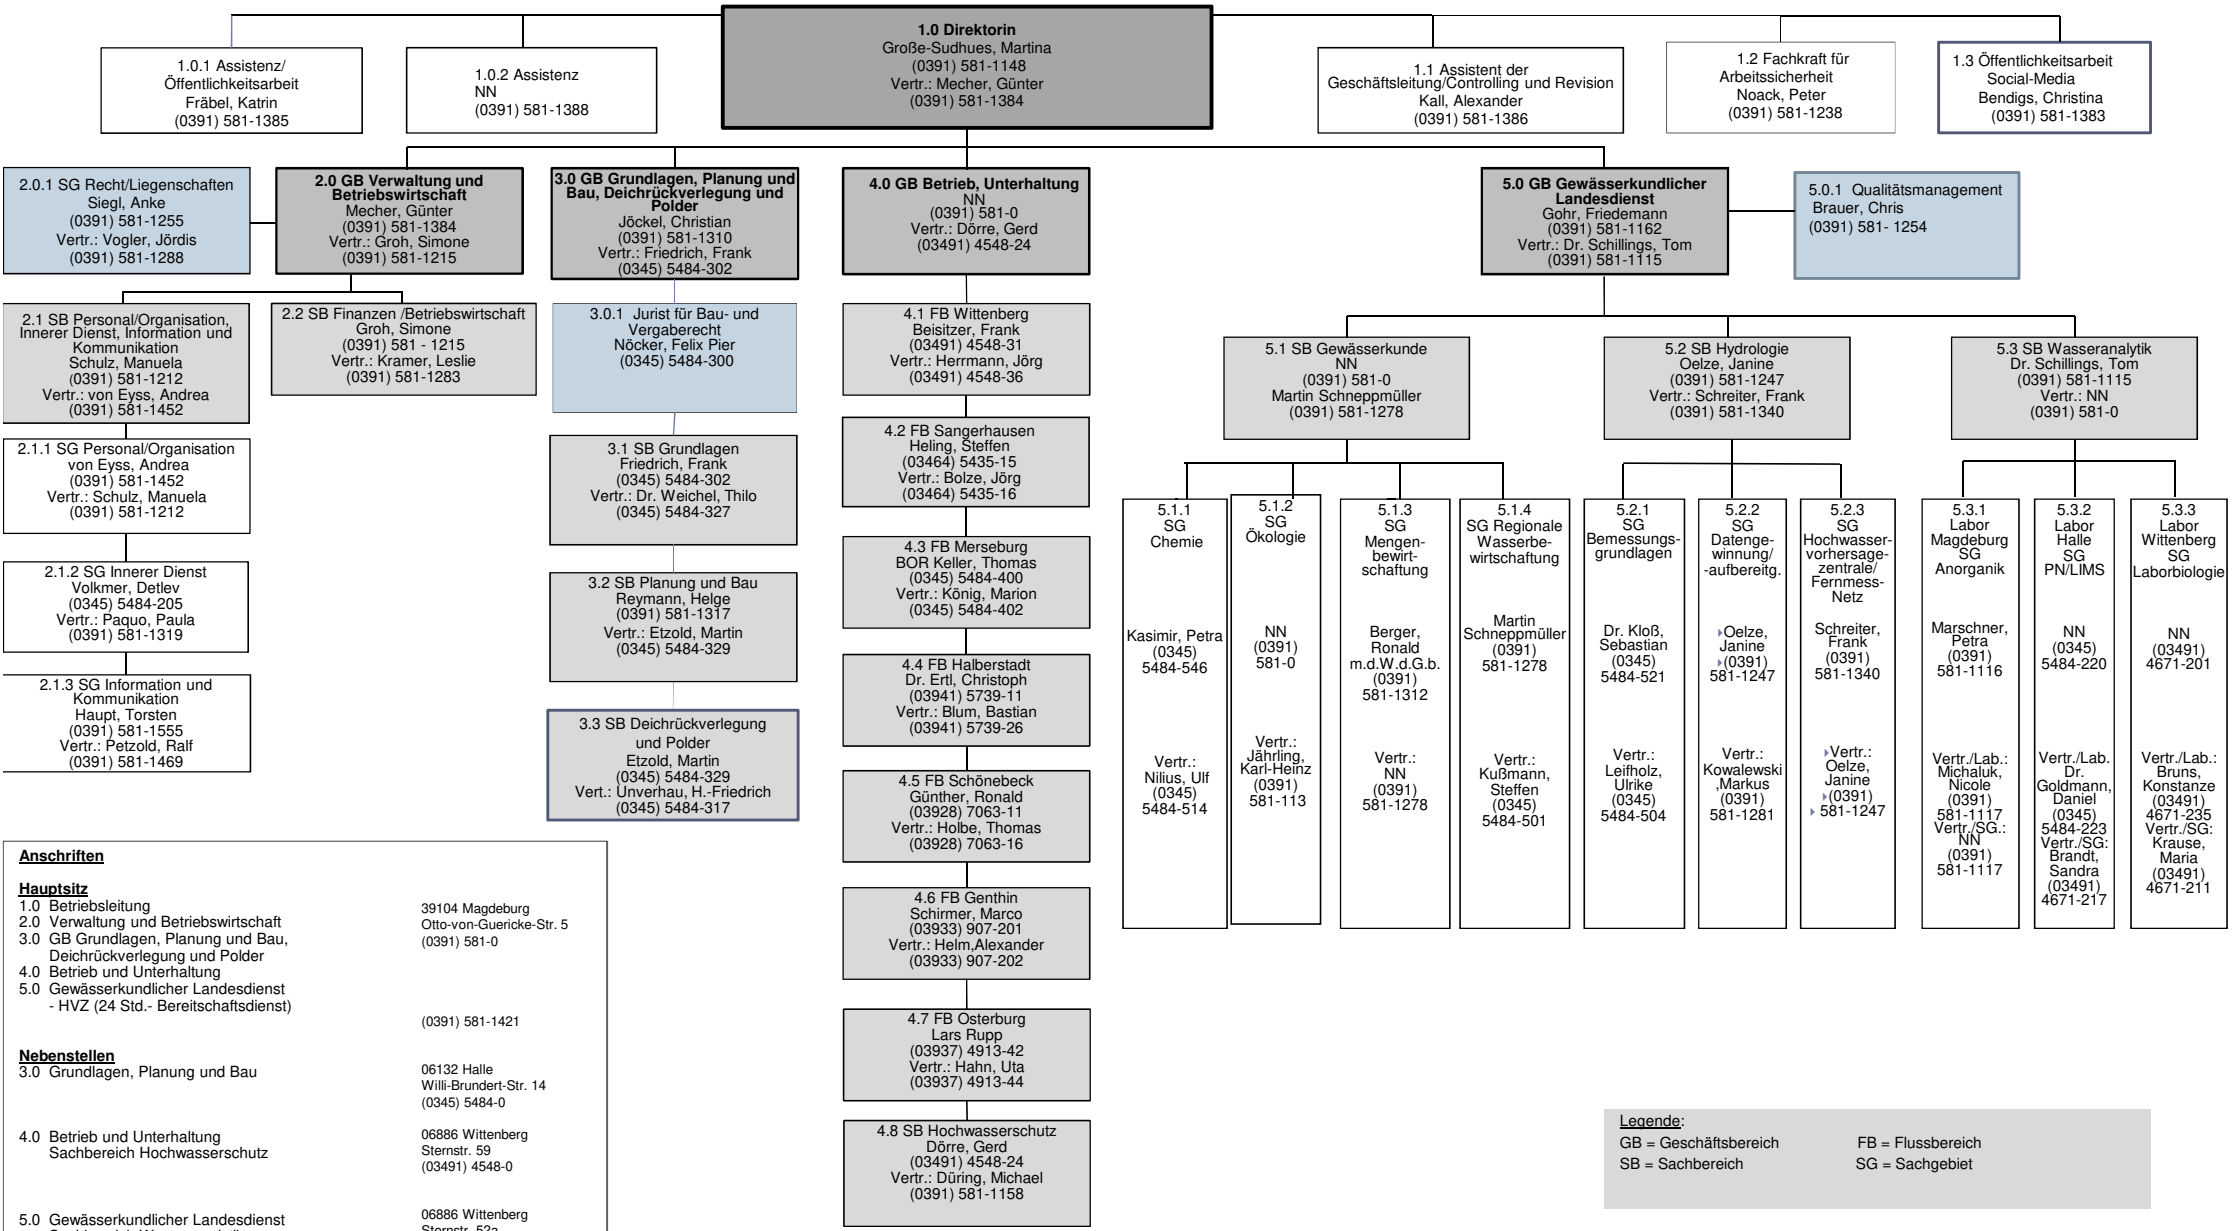 1.0 Direktorin
Große-Sudhues, Martina
(0391) 581-1148
Vertr.: Mecher, Günter
(0391) 581-1384
1.0.1 Assistenz/
Öffentlichkeitsarbeit
Fräbel, Katrin
(0391) 581-1385
1.0.2 Assistenz
NN
(0391) 581-1388
1.1 Assistent der
Geschäftsleitung/Controlling und Revision
Kall, Alexander
(0391) 581-1386
1.2 Fachkraft für
Arbeitssicherheit
Noack, Peter
(0391) 581-1238
1.3 Öffentlichkeitsarbeit
Social-Media
Bendigs, Christina
(0391) 581-1383
2.0.1 SG Recht/Liegenschaften
Siegl, Anke
(0391) 581-1255
Vertr.: Vogler, Jördis
(0391) 581-1288
2.0 GB Verwaltung und
Betriebswirtschaft
Mecher, Günter
(0391) 581-1384
Vertr.: Groh, Simone
(0391) 581-1215
3.0 GB Grundlagen, Planung und
Bau, Deichrückverlegung und
Polder
Jöckel, Christian
(0391) 581-1310
Vertr.: Friedrich, Frank
(0345) 5484-302
4.0 GB Betrieb, Unterhaltung
NN
(0391) 581-0
Vertr.: Dörre, Gerd
(03491) 4548-24
5.0 GB Gewässerkundlicher
Landesdienst
Gohr, Friedemann
(0391) 581-1162
Vertr.: Dr. Schillings, Tom
(0391) 581-1115
5.0.1 Qualitätsmanagement
Brauer, Chris
(0391) 581- 1254
2.1 SB Personal/Organisation,
Innerer Dienst, Information und
Kommunikation
Schulz, Manuela
(0391) 581-1212
Vertr.: von Eyss, Andrea
(0391) 581-1452
2.2 SB Finanzen /Betriebswirtschaft
Groh, Simone
(0391) 581 - 1215
Vertr.: Kramer, Leslie
(0391) 581-1283
2.1.1 SG Personal/Organisation
von Eyss, Andrea
(0391) 581-1452
Vertr.: Schulz, Manuela
(0391) 581-1212
2.1.2 SG Innerer Dienst
Volkmer, Detlev
(0345) 5484-205
Vertr.: Paquo, Paula
(0391) 581-1319
2.1.3 SG Information und
Kommunikation
Haupt, Torsten
(0391) 581-1555
Vertr.: Petzold, Ralf
(0391) 581-1469
3.0.1 Jurist für Bau- und
Vergaberecht
Nöcker, Felix Pier
(0345) 5484-300
3.1 SB Grundlagen
Friedrich, Frank
(0345) 5484-302
Vertr.: Dr. Weichel, Thilo
(0345) 5484-327
3.2 SB Planung und Bau
Reymann, Helge
(0391) 581-1317
Vertr.: Etzold, Martin
(0345) 5484-329
3.3 SB Deichrückverlegung
und Polder
Etzold, Martin
(0345) 5484-329
Vert.: Unverhau, H.-Friedrich
(0345) 5484-317
4.1 FB Wittenberg
Beisitzer, Frank
(03491) 4548-31
Vertr.: Herrmann, Jörg
(03491) 4548-36
4.2 FB Sangerhausen
Heling, Steffen
(03464) 5435-15
Vertr.: Bolze, Jörg
(03464) 5435-16
4.3 FB Merseburg
BOR Keller, Thomas
(0345) 5484-400
Vertr.: König, Marion
(0345) 5484-402
4.4 FB Halberstadt
Dr. Ertl, Christoph
(03941) 5739-11
Vertr.: Blum, Bastian
(03941) 5739-26
4.5 FB Schönebeck
Günther, Ronald
(03928) 7063-11
Vertr.: Holbe, Thomas
(03928) 7063-16
4.6 FB Genthin
Schirmer, Marco
(03933) 907-201
Vertr.: Helm,Alexander
(03933) 907-202
4.7 FB Osterburg
Lars Rupp
(03937) 4913-42
Vertr.: Hahn, Uta
(03937) 4913-44
4.8 SB Hochwasserschutz
Dörre, Gerd
(03491) 4548-24
Vertr.: Düring, Michael
(0391) 581-1158
5.1 SB Gewässerkunde
NN
(0391) 581-0
Martin Schneppmüller
(0391) 581-1278
5.2 SB Hydrologie
Oelze, Janine
(0391) 581-1247
Vertr.: Schreiter, Frank
(0391) 581-1340
5.3 SB Wasseranalytik
Dr. Schillings, Tom
(0391) 581-1115
Vertr.: NN
(0391) 581-0
5.1.1
SG
Chemie
Kasimir, Petra
(0345)
5484-546
Vertr.:
Nilius, Ulf
(0345)
5484-514
5.1.2
SG
Ökologie
NN
(0391)
581-0
Vertr.:
Jährling,
Karl-Heinz
(0391)
581-113
5.1.3
SG
Mengen-
bewirt-
schaftung
Berger,
Ronald
m.d.W.d.G.b.
(0391)
581-1312
Vertr.:
NN
(0391)
581-1278
5.1.4
SG Regionale
Wasserbe-
wirtschaftung
Martin
Schneppmüller
(0391)
581-1278
Vertr.:
Kußmann,
Steffen
(0345)
5484-501
5.2.1
SG
Bemessungs-
grundlagen
Dr. Kloß,
Sebastian
(0345)
5484-521
Vertr.:
Leifholz,
Ulrike
(0345)
5484-504
5.2.2
SG
Datenge-
winnung/
-aufbereitg.
Oelze,
Janine
(0391)
581-1247
Vertr.:
Kowalewski
,Markus
(0391)
581-1281
5.2.3
SG
Hochwasser-
vorhersage-
zentrale/
Fernmess-
Netz
Schreiter,
Frank
(0391)
581-1340
Vertr.:
Oelze,
Janine
(0391)
581-1247
5.3.1
Labor
Magdeburg
SG
Anorganik
Marschner,
Petra
(0391)
581-1116
Vertr./Lab.:
Michaluk,
Nicole
(0391)
581-1117
Vertr./SG.:
NN
(0391)
581-1117
5.3.2
Labor
Halle
SG
PN/LIMS
NN
(0345)
5484-220
Vertr./Lab.
Dr.
Goldmann,
Daniel
(0345)
5484-223
Vertr./SG:
Brandt,
Sandra
(03491)
4671-217
5.3.3
Labor
Wittenberg
SG
Laborbiologie
NN
(03491)
4671-201
Vertr./Lab.:
Bruns,
Konstanze
(03491)
4671-235
Vertr./SG:
Krause,
Maria
(03491)
4671-211
Anschriften
Hauptsitz
1.0 Betriebsleitung
2.0 Verwaltung und Betriebswirtschaft
3.0 GB Grundlagen, Planung und Bau,
Deichrückverlegung und Polder
4.0 Betrieb und Unterhaltung
5.0 Gewässerkundlicher Landesdienst
- HVZ (24 Std.- Bereitschaftsdienst)
39104 Magdeburg
Otto-von-Guericke-Str. 5
(0391) 581-0
(0391) 581-1421
Nebenstellen
3.0 Grundlagen, Planung und Bau
06132 Halle
Willi-Brundert-Str. 14
(0345) 5484-0
4.0 Betrieb und Unterhaltung
Sachbereich Hochwasserschutz
06886 Wittenberg
Sternstr. 59
(03491) 4548-0
5.0 Gewässerkundlicher Landesdienst
06886 Wittenberg
Sternstr. 52a
Legende:
GB = Geschäftsbereich
FB = Flussbereich
SB = Sachbereich
SG = Sachgebiet